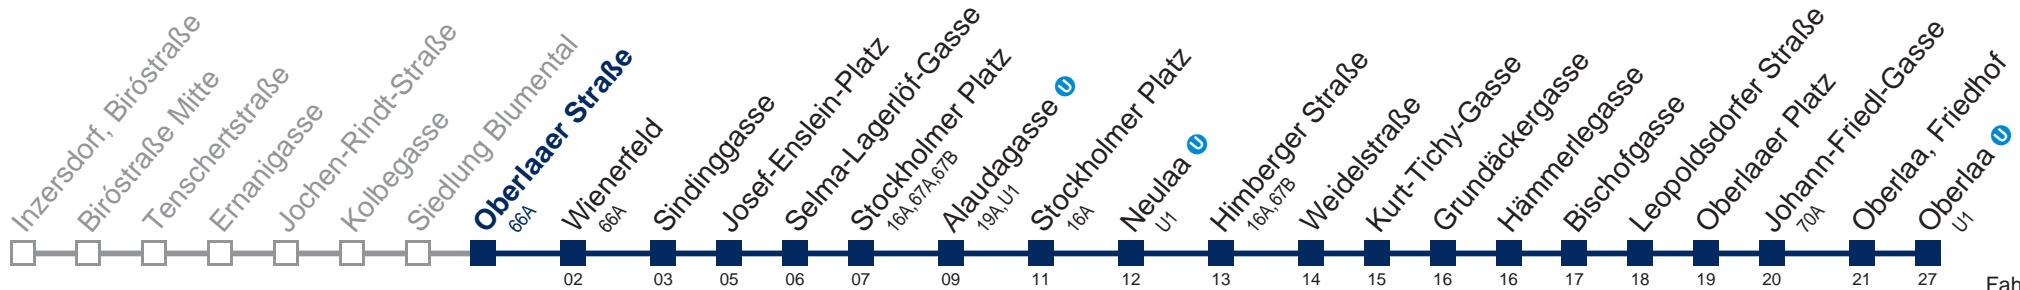 Inzersdorf, Biróstraße
Biróstraße Mitte
Tenschertstraße
Ernanigasse
Jochen-Rindt-Straße
Kolbegasse
Siedlung Blumental
Oberlaaer Straße
66A
Wienerfeld
66A
Sindinggasse
Josef-Enslein-Platz
Selma-Lagerlöf-Gasse
Stockholmer Platz
16A,67A,67B
Alaudagasse U
19A,U1
Stockholmer Platz
16A
Neulaa U
U1
Himberger Straße
16A,67B
Weidelstraße
Kurt-Tichy-Gasse
Grundäckergasse
Hämmerlegasse
Bischofgasse
Leopoldsdorfer Straße
Oberlaaer Platz
Johann-Friedl-Gasse
70A
Oberlaa, Friedhof
Oberlaa U
U1
02 03 05 06 07 09 11 12 13 14 15 16 16 17 18 19 20 21 27 Fah